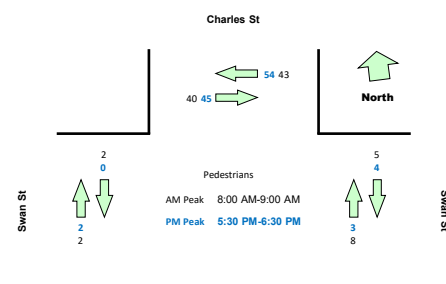 Charles St
54 43
40 45
North
2
0
5
4
Pedestrians
AM Peak 8:00 AM-9:00 AM
PM Peak 5:30 PM-6:30 PM
Swan St
Swan St
2
2
3
8